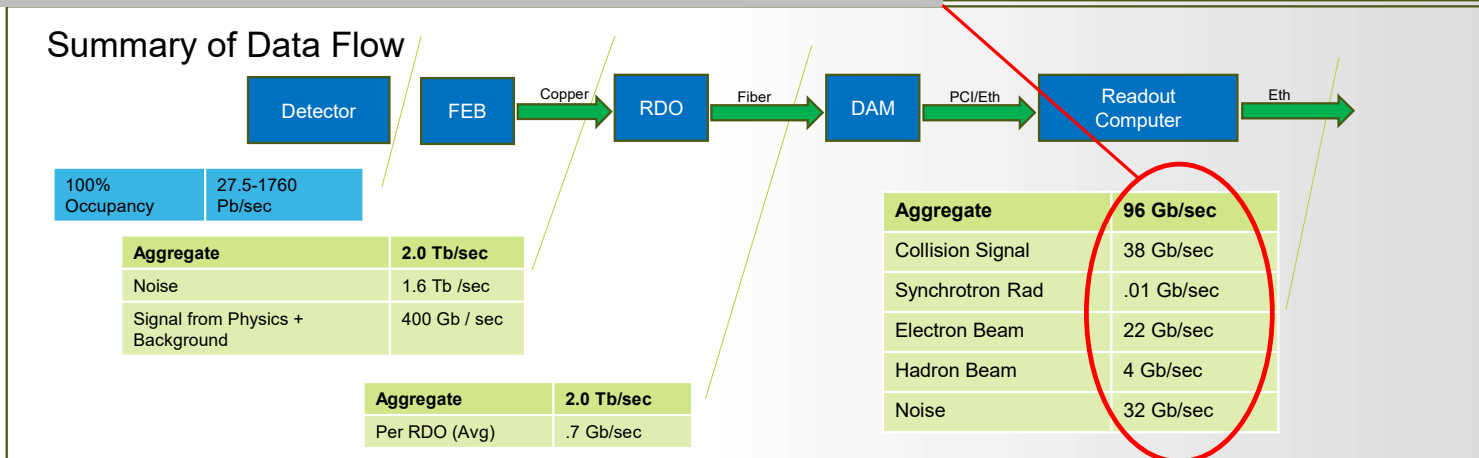 Summary of Data Flow
Detector
FEB
Copper
RDO
Fiber
DAM
PCI/Eth
Readout
Computer
Eth
100%
Occupancy
27.5-1760
Pb/sec
Aggregate 2.0 Tb/sec
Noise 1.6 Tb /sec
Signal from Physics +
Background
400 Gb / sec
Aggregate 2.0 Tb/sec
Per RDO (Avg) .7 Gb/sec
Aggregate 96 Gb/sec
Collision Signal 38 Gb/sec
Synchrotron Rad .01 Gb/sec
Electron Beam 22 Gb/sec
Hadron Beam 4 Gb/sec
Noise 32 Gb/sec